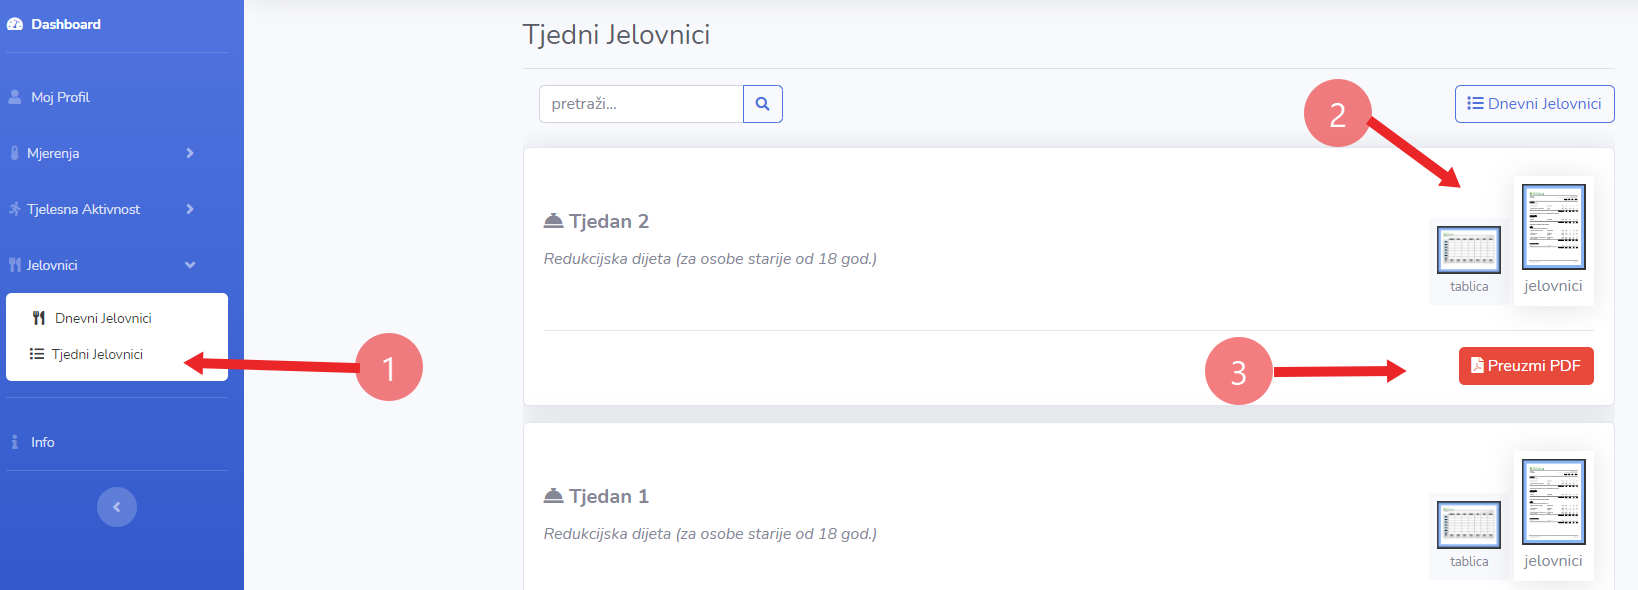 Dashboard
Moj Profil
Mjerenja
Tjelesna Aktivnost
Jelovnici
Dnevni Jelovnici
Tjedni Jelovnici
Info
1
Tjedni Jelovnici
pretraži...
2
Dnevni Jelovnici
Tjedan 2
Redukcijska dijeta (za osobe starije od 18 god.)
tablica
jelovnici
3
Preuzmi PDF
Tjedan 1
Redukcijska dijeta (za osobe starije od 18 god.)
tablica
jelovnici